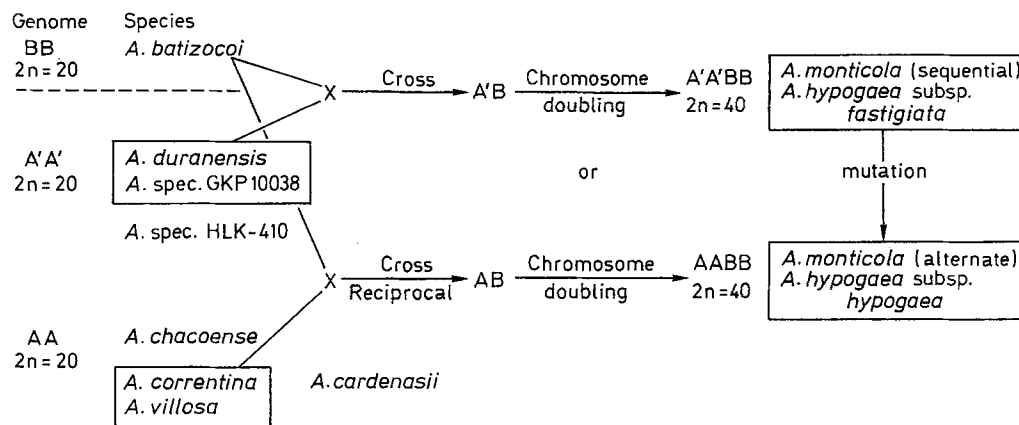 Genome Species
BB A. batizocoi
2n=20
X Cross A'B Chromosome doubling A'A'BB 2n=40
A. monticola (sequential)
A. hypogaea subsp.
fastigiata
A'A' A. duranensis
2n=20 A. spec. GKP10038
or
mutation
A. spec. HLK-410
X Cross Reciprocal AB Chromosome doubling AABB 2n=40
A. monticola (alternate)
A. hypogaea subsp.
hypogaea
AA A. chacoense
2n=20
A. correntina A. cardenasii
A. villosa